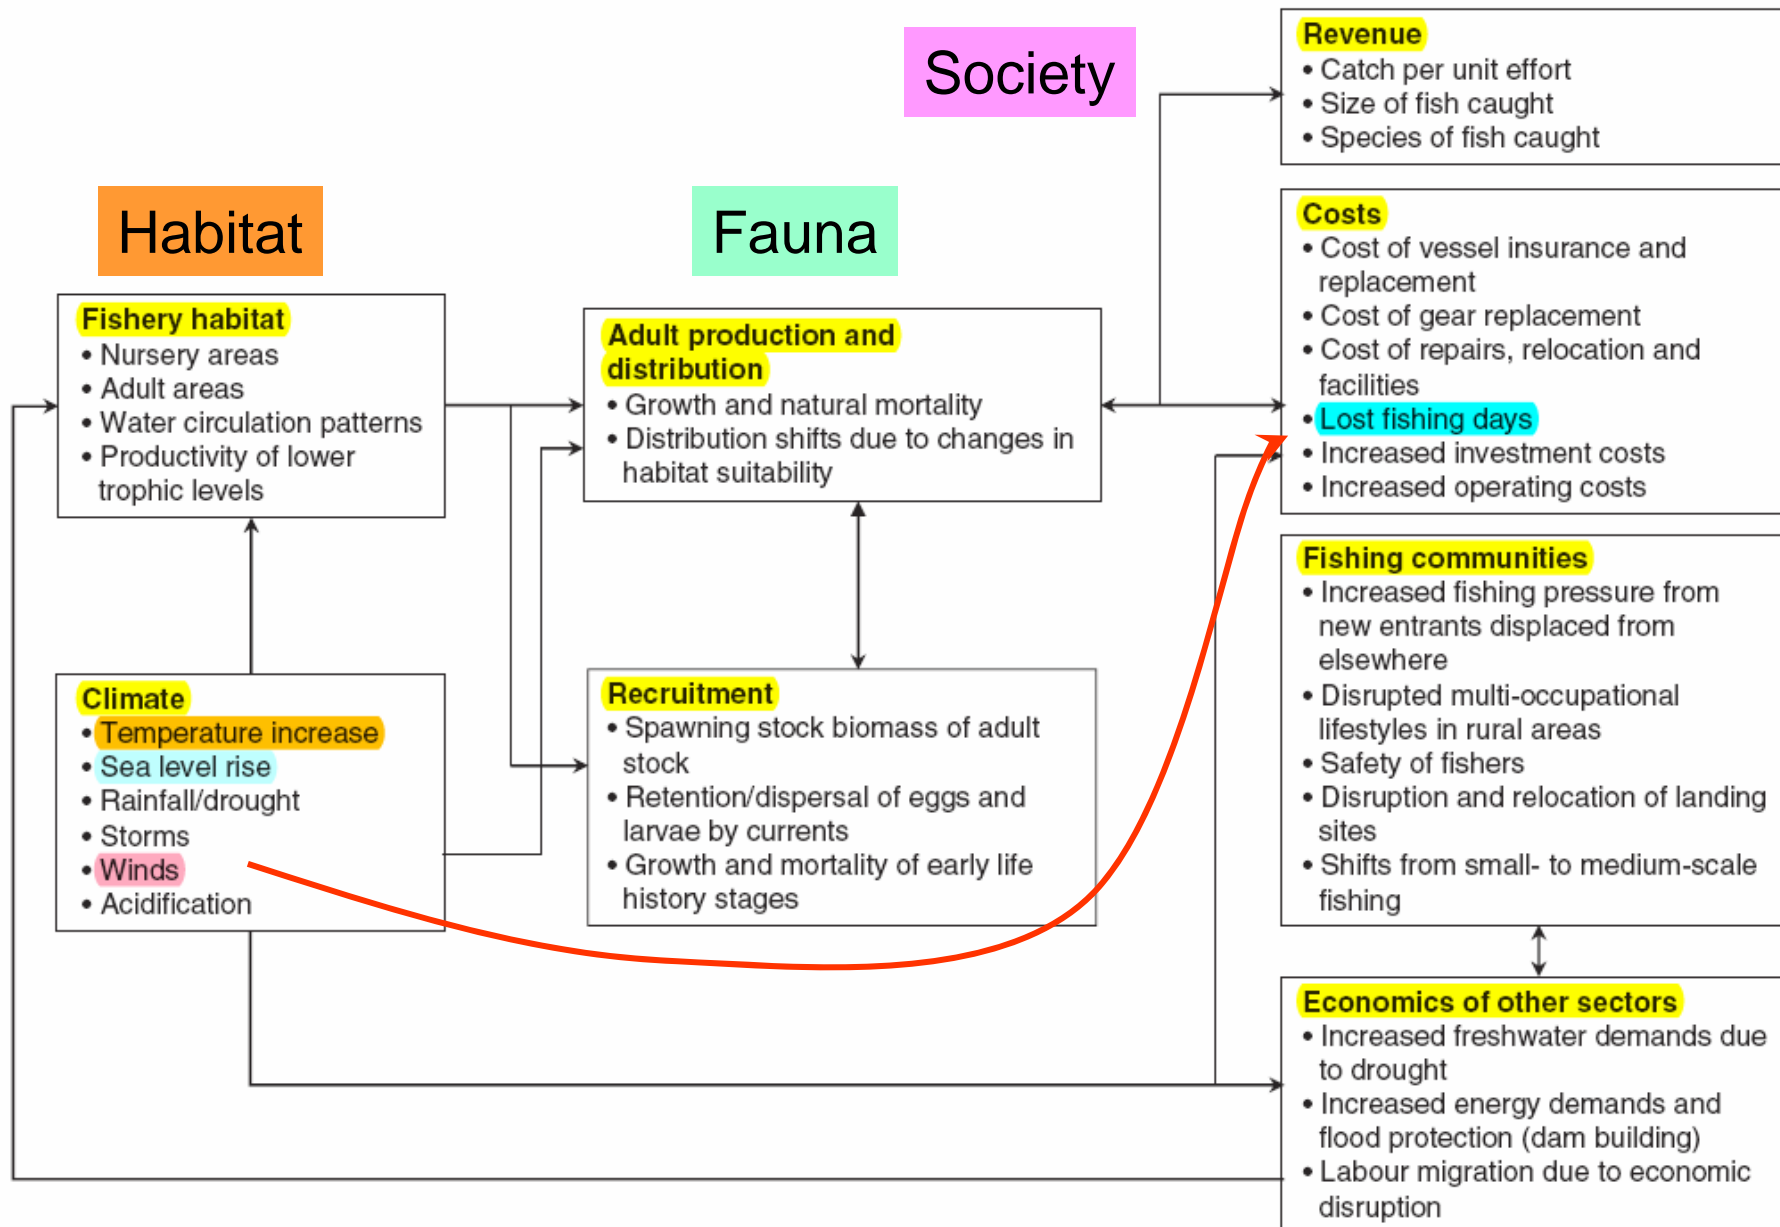 Society
Habitat
Fauna
Fishery habitat
• Nursery areas
• Adult areas
• Water circulation patterns
• Productivity of lower
trophic levels
Climate
• Temperature increase
• Sea level rise
• Rainfall/drought
• Storms
• Winds
• Acidification
Adult production and
distribution
• Growth and natural mortality
• Distribution shifts due to changes in
habitat suitability
Recruitment
• Spawning stock biomass of adult
stock
• Retention/dispersal of eggs and
larvae by currents
• Growth and mortality of early life
history stages
Revenue
• Catch per unit effort
• Size of fish caught
• Species of fish caught
Costs
• Cost of vessel insurance and
replacement
• Cost of gear replacement
• Cost of repairs, relocation and
facilities
• Lost fishing days
• Increased investment costs
• Increased operating costs
Fishing communities
• Increased fishing pressure from
new entrants displaced from
elsewhere
• Disrupted multi-occupational
lifestyles in rural areas
• Safety of fishers
• Disruption and relocation of landing
sites
• Shifts from small- to medium-scale
fishing
Economics of other sectors
• Increased freshwater demands due
to drought
• Increased energy demands and
flood protection (dam building)
• Labour migration due to economic
disruption